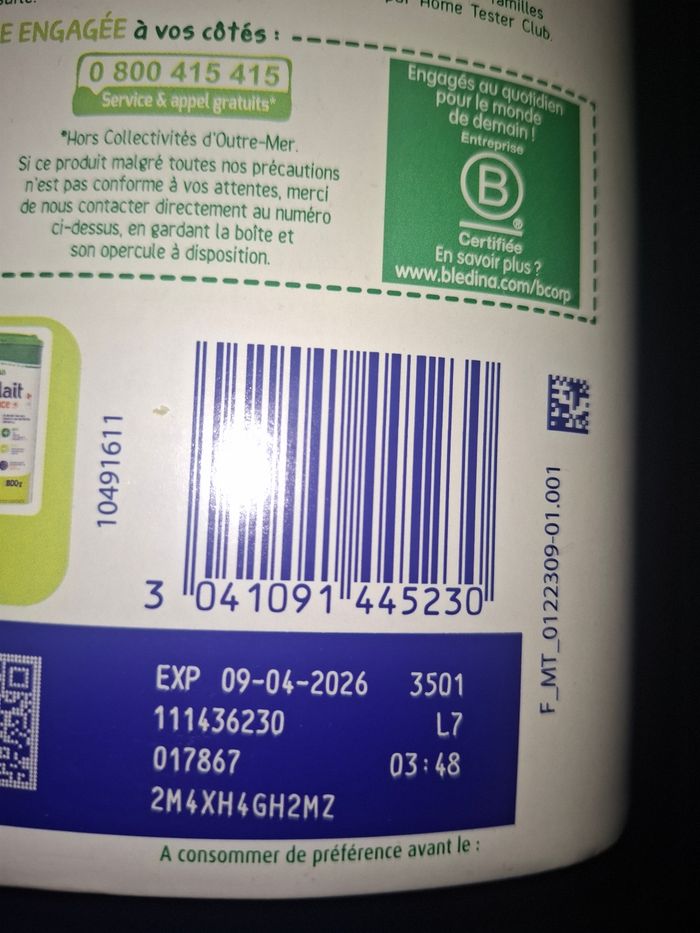 amilles
Home Tester Club.
E ENGAGÉE à vos côtés :
0 800 415 415
Service & appel gratuits*
*Hors Collectivités d'Outre-Mer.
Si ce produit malgré toutes nos précautions
n'est pas conforme à vos attentes, merci
de nous contacter directement au numéro
ci-dessus, en gardant la boîte et
son opercule à disposition.
Engagés au quotidien
pour le monde
de demain !
Entreprise
B
®
Certifiée
En savoir plus ?
www.bledina.com/bcorp
lait
800g
10491611
3 041091 445230
F_MT_0122309-01.001
EXP 09-04-2026 3501
111436230 L7
017867 03:48
2M4XH4GH2MZ
A consommer de préférence avant le :